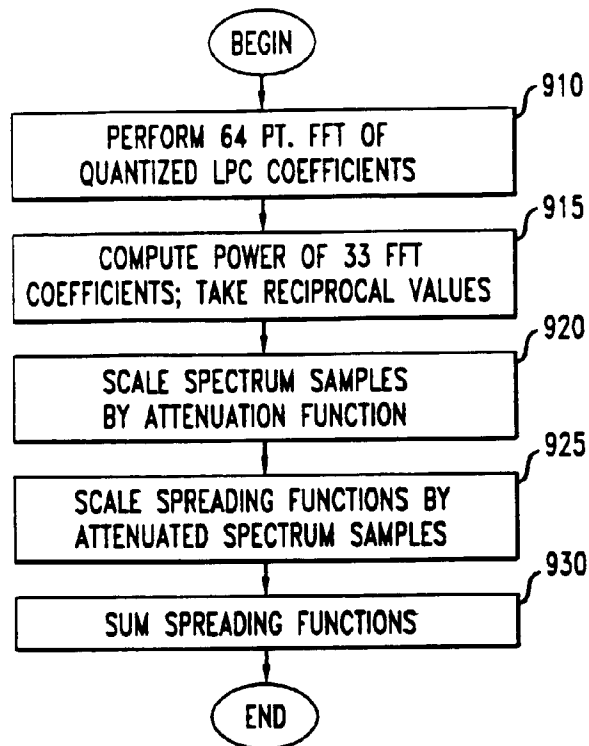 BEGIN
910
PERFORM 64 PT. FFT OF
QUANTIZED LPC COEFFICIENTS
915
COMPUTE POWER OF 33 FFT
COEFFICIENTS; TAKE RECIPROCAL VALUES
920
SCALE SPECTRUM SAMPLES
BY ATTENUATION FUNCTION
925
SCALE SPREADING FUNCTIONS BY
ATTENUATED SPECTRUM SAMPLES
930
SUM SPREADING FUNCTIONS
END